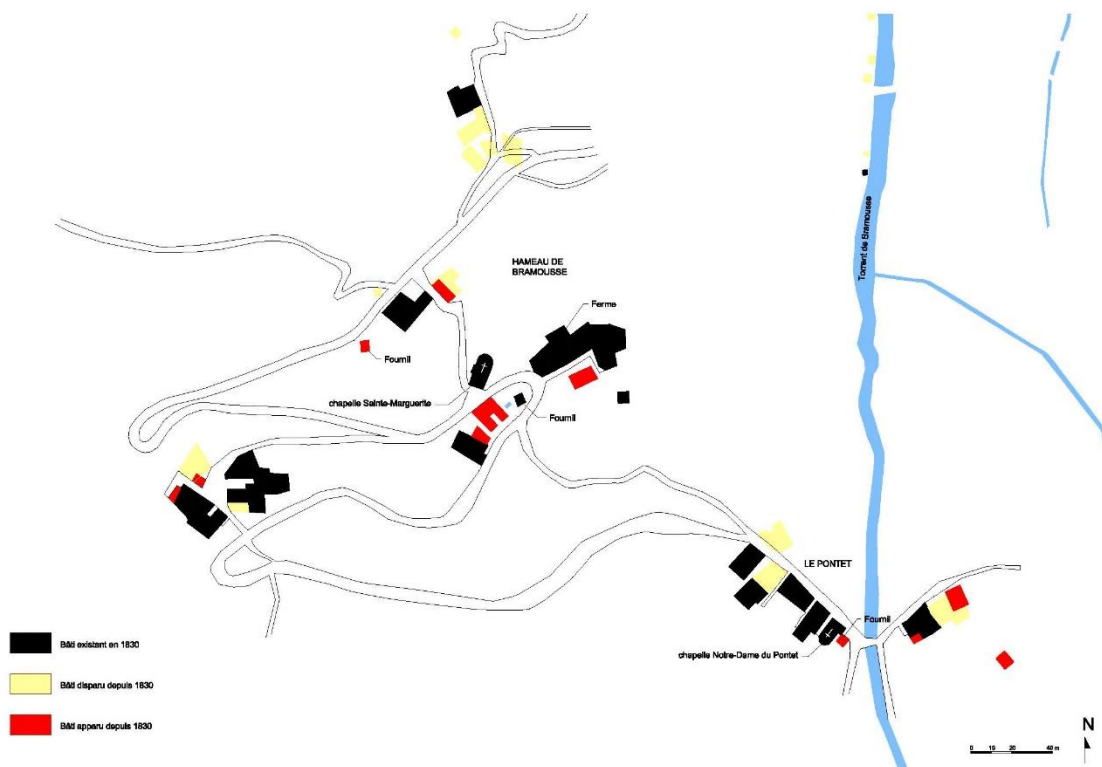 Torrent de Bramousse
HAMEAU DE
BRAMOUSSE
Ferme
Fournil
chapelle Sainte-Marguerite
Fournil
LE PONTET
Fournil
chapelle Notre-Dame du Pontet
Bâti existant en 1830
Bâti disparu depuis 1830
Bâti apparu depuis 1830
N
0 10 20 40 m